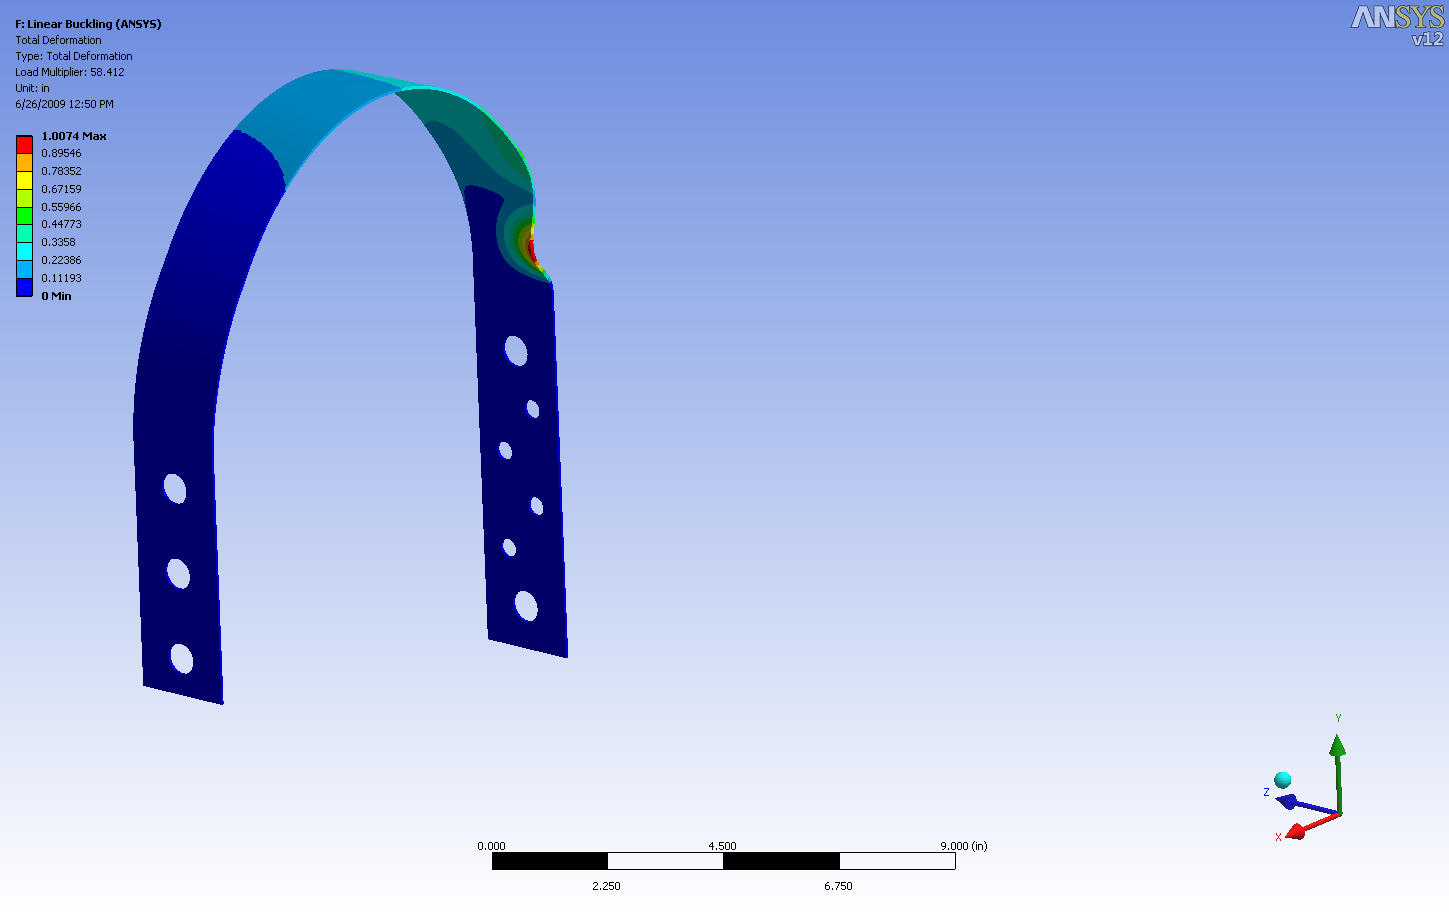 F: Linear Buckling (ANSYS)
Total Deformation
Type: Total Deformation
Load Multiplier: 58.412
Unit: in
6/26/2009 12:50 PM
1.0074 Max
0.89546
0.78352
0.67159
0.55966
0.44773
0.3358
0.22386
0.11193
0 Min
ANSYS
v12
Y
Z
X
0.000 4.500 9.000 (in)
2.250 6.750